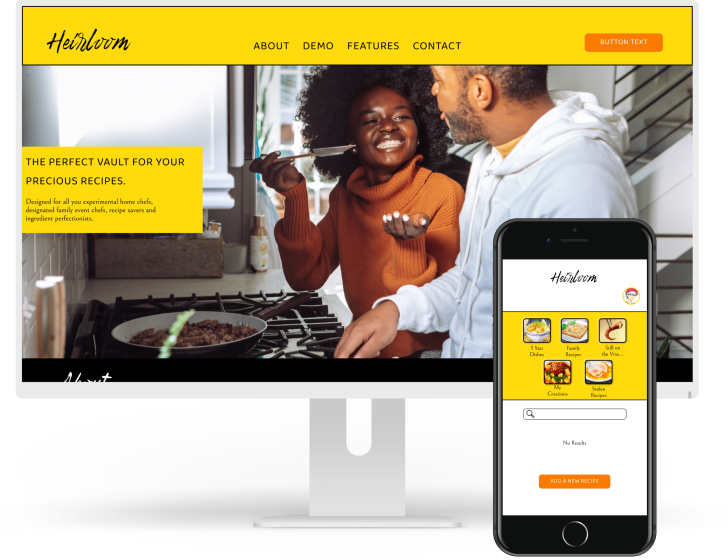 Heirloom
ABOUT DEMO FEATURES CONTACT
BUTTON TEXT
THE PERFECT VAULT FOR YOUR
PRECIOUS RECIPES.
Designed for all you experimental home chefs,
designated family event chefs, recipe savers and
ingredient perfectionists.
About
Heirloom
5 Star
Dishes
Family
Recipes
Still on
the Vine...
My
Creations
Stolen
Recipes
No Results
ADD A NEW RECIPE